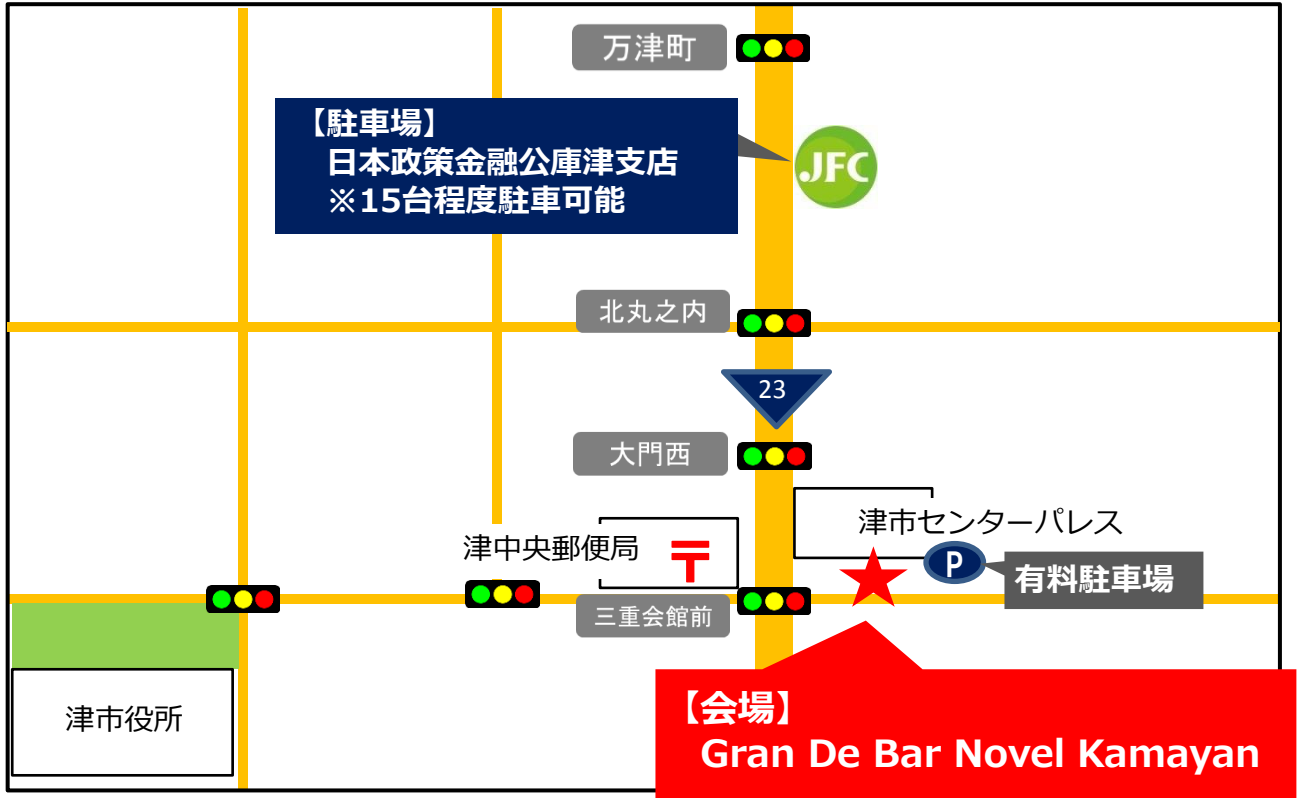 万津町
【駐車場】
日本政策金融公庫津支店
※15台程度駐車可能
JFC
北丸之内
23
大門西
津市センターパレス
津中央郵便局
〒
P
有料駐車場
三重会館前
津市役所
【会場】
Gran De Bar Novel Kamayan